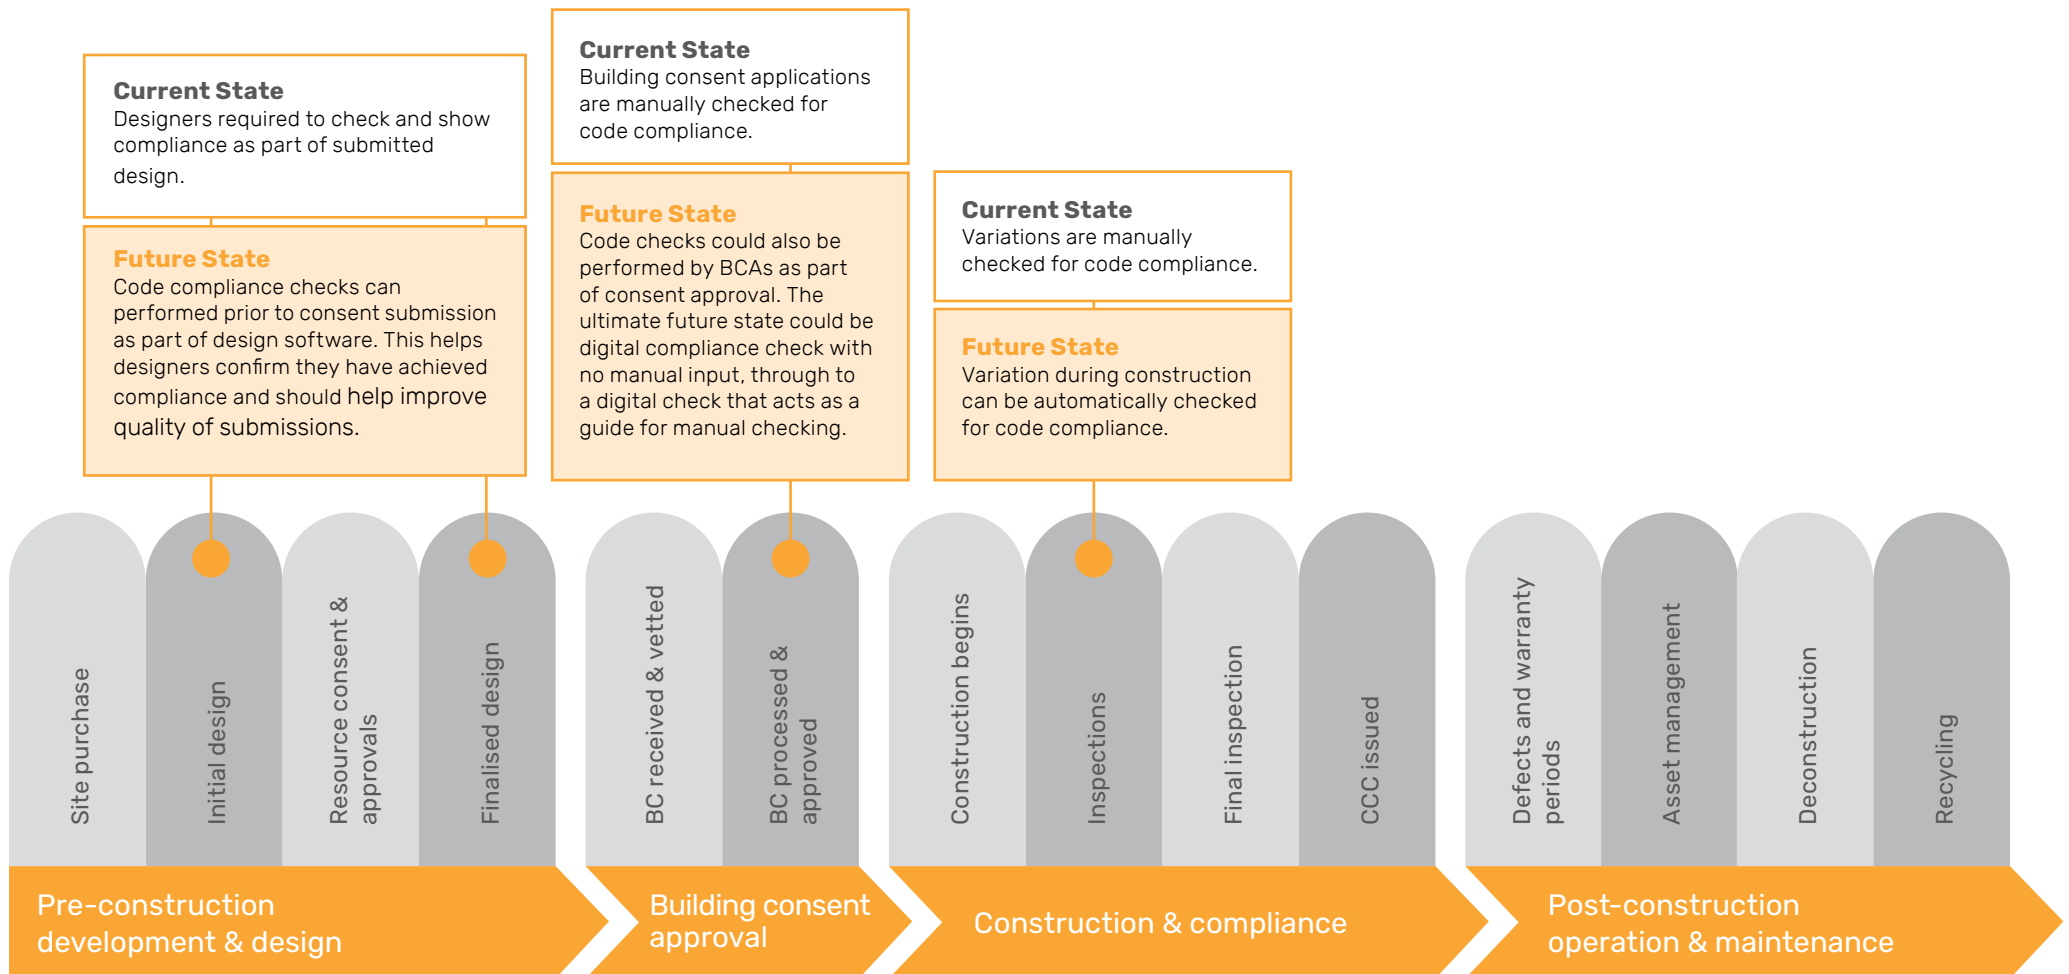 Current State
Designers required to check and show
compliance as part of submitted
design.
Future State
Code compliance checks can
performed prior to consent submission
as part of design software. This helps
designers confirm they have achieved
compliance and should help improve
quality of submissions.
Current State
Building consent applications
are manually checked for
code compliance.
Future State
Code checks could also be
performed by BCAs as part
of consent approval. The
ultimate future state could be
digital compliance check with
no manual input, through to
a digital check that acts as a
guide for manual checking.
Current State
Variations are manually
checked for code compliance.
Future State
Variation during construction
can be automatically checked
for code compliance.
Site purchase
Initial design
Resource consent &
approvals
Finalised design
BC received & vetted
BC processed &
approved
Construction begins
Inspections
Final inspection
CCC issued
Defects and warranty
periods
Asset management
Deconstruction
Recycling
Pre-construction
development & design
Building consent
approval
Construction & compliance
Post-construction
operation & maintenance